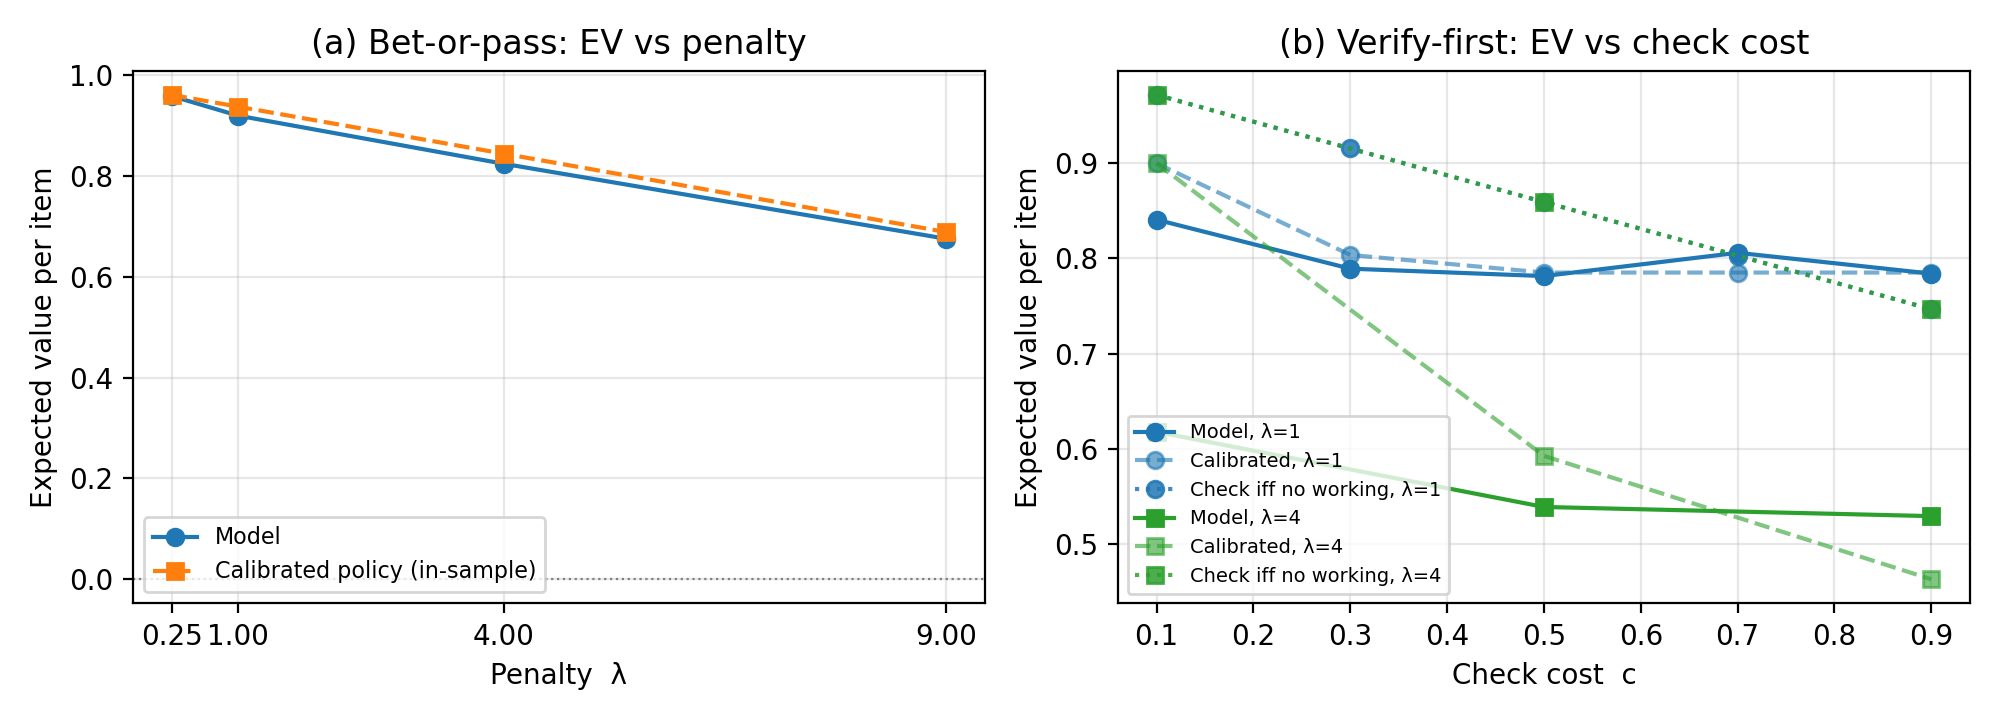 (a) Bet-or-pass: EV vs penalty
Expected value per item
1.0
0.8
0.6
0.4
0.2
0.0
Model
Calibrated policy (in-sample)
0.25 1.00 4.00 9.00
Penalty λ
(b) Verify-first: EV vs check cost
Expected value per item
0.9
0.8
0.7
0.6
0.5
Model, λ=1
Calibrated, λ=1
Check iff no working, λ=1
Model, λ=4
Calibrated, λ=4
Check iff no working, λ=4
0.1 0.2 0.3 0.4 0.5 0.6 0.7 0.8 0.9
Check cost c